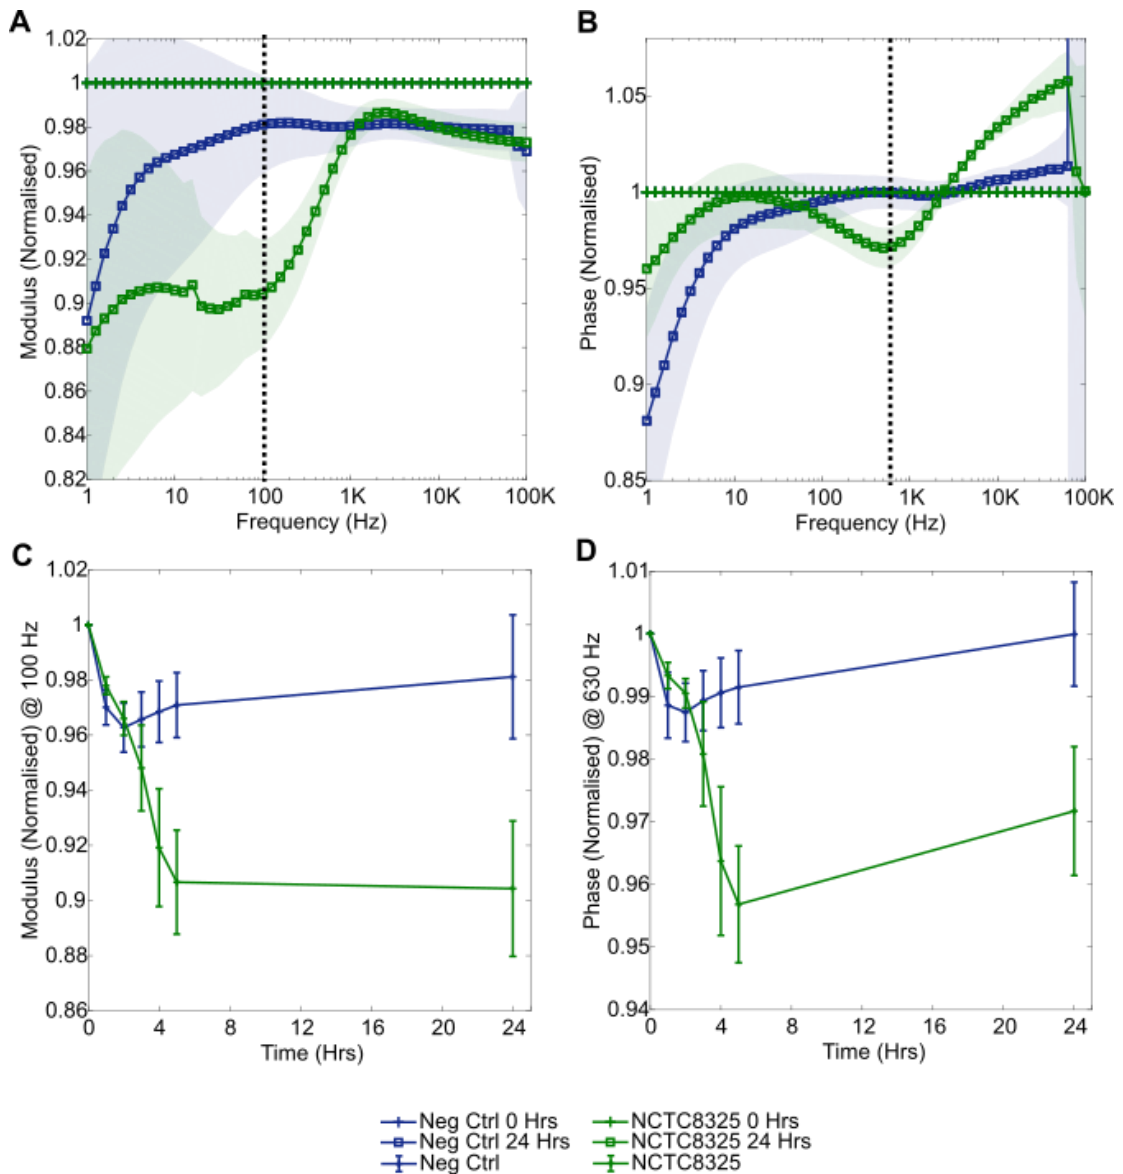 A
B
1.02
1
0.98
0.96
0.94
0.92
0.9
0.88
0.86
0.84
0.82
Modulus (Normalised)
1 10 100 1K 10K 100K
Frequency (Hz)
1.05
1
0.95
0.9
0.85
Phase (Normalised)
1 10 100 1K 10K 100K
Frequency (Hz)
C
D
1.02
1
0.98
0.96
0.94
0.92
0.9
0.88
0.86
Modulus (Normalised) @ 100 Hz
0 4 8 12 16 20 24
Time (Hrs)
1.01
1
0.99
0.98
0.97
0.96
0.95
0.94
Phase (Normalised) @ 630 Hz
0 4 8 12 16 20 24
Time (Hrs)
Neg Ctrl 0 Hrs
Neg Ctrl 24 Hrs
Neg Ctrl
NCTC8325 0 Hrs
NCTC8325 24 Hrs
NCTC8325